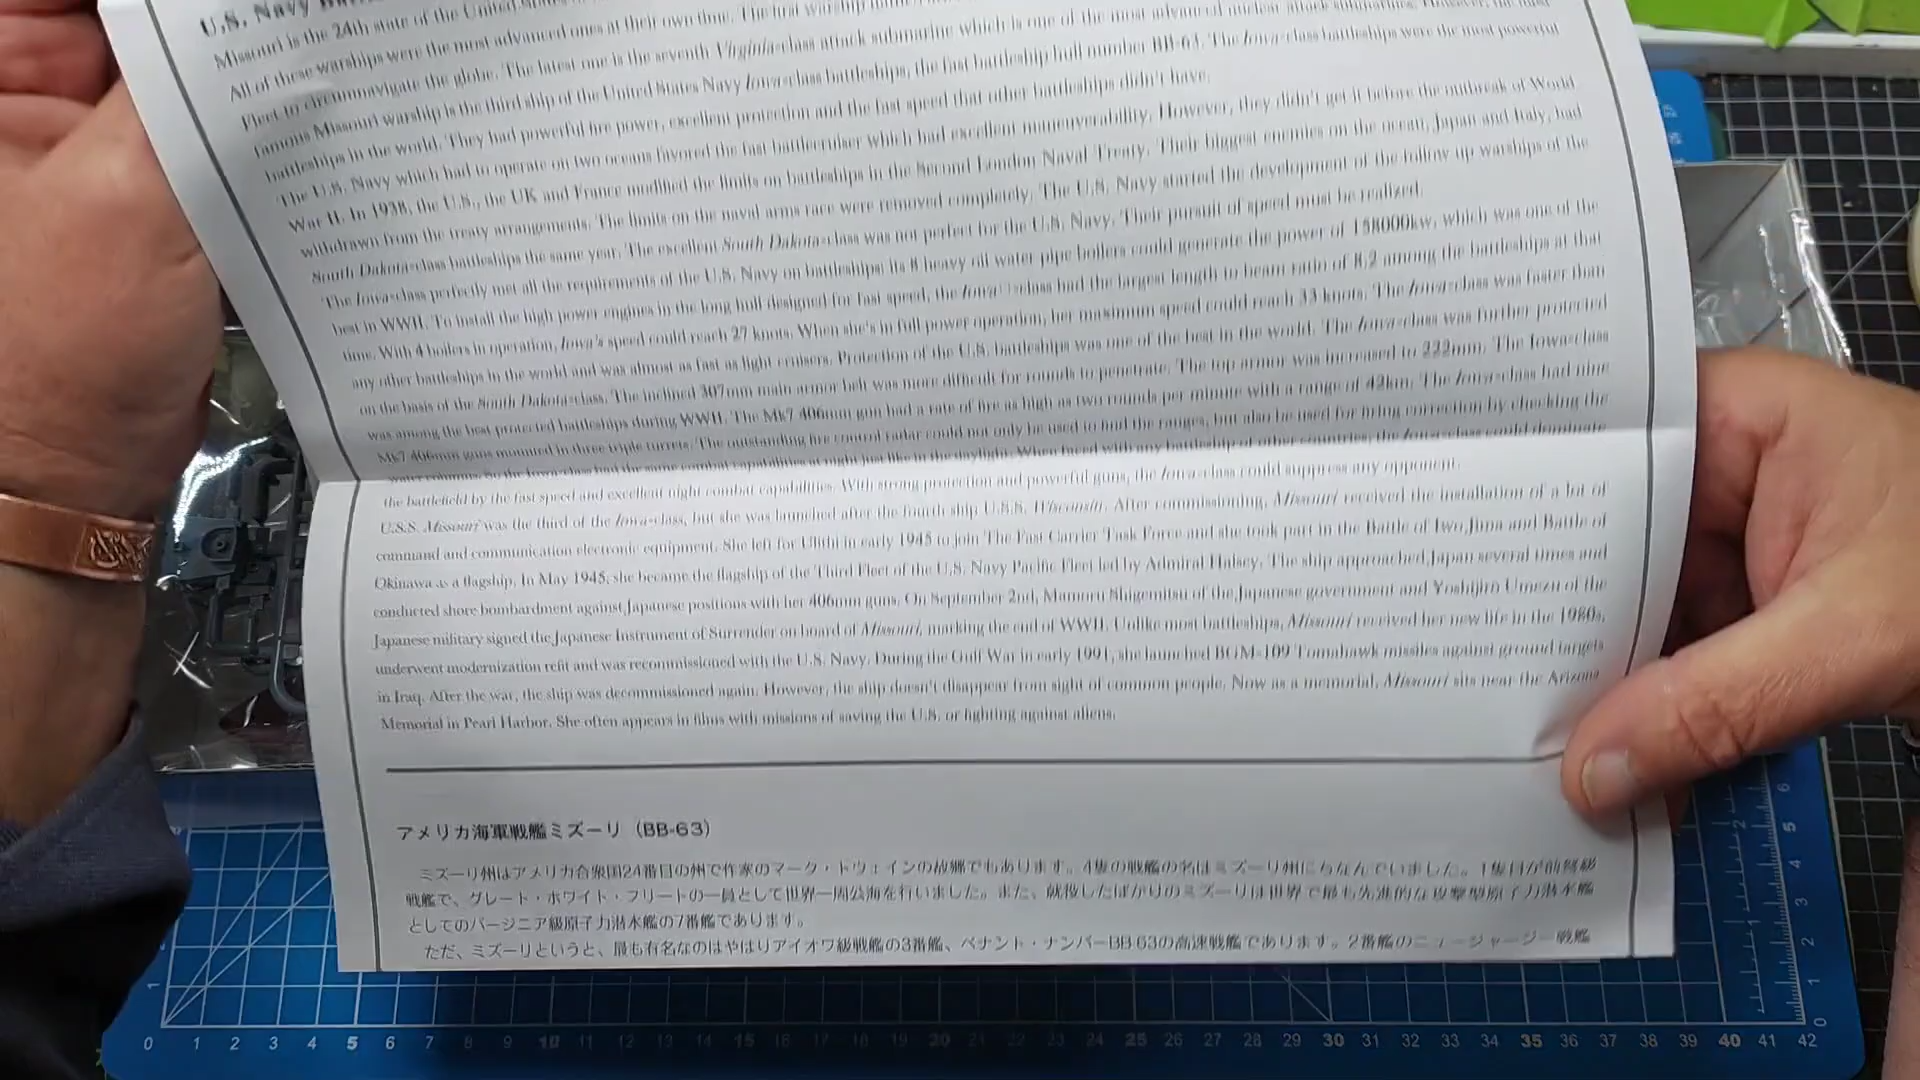 U.S. Navy
Missouri is the 24th state of the United States
All of these warships were the most advanced ones at their own time. The first warship
Fleet to circumnavigate the globe. The latest one is the seventh Virginia-class attack submarine which is one of the most advanced nuclear attack submarines. However, the most
famous Missouri warship is the third ship of the United States Navy Iowa-class battleships, the fast battleship hull number BB-63. The Iowa-class battleships were the most powerful
battleships in the world. They had powerful fire power, excellent protection and the fast speed that other battleships didn't have.
The U.S. Navy which had to operate on two oceans favored the fast battlecruiser which had excellent maneuverability. However, they didn't get it before the outbreak of World
War II. In 1938, the U.S., the UK and France modified the limits on battleships in the Second London Naval Treaty. Their biggest enemies on the ocean, Japan and Italy, had
withdrawn from the treaty arrangements. The limits on the naval arms race were removed completely. The U.S. Navy started the development of the follow up warships of the
South Dakota-class battleships the same year. The excellent South Dakota-class was not perfect for the U.S. Navy. Their pursuit of speed must be realized.
The Iowa-class perfectly met all the requirements of the U.S. Navy on battleships; its 8 heavy oil water pipe boilers could generate the power of 158000kw, which was one of the
best in WWII. To install the high power engines in the long hull designed for fast speed, the Iowa-class had the largest length to beam ratio of 8.2 among the battleships at that
time. With 4 boilers in operation, Iowa's speed could reach 27 knots. When she's in full power operation, her maximum speed could reach 33 knots. The Iowa-class was faster than
any other battleships in the world and was almost as fast as light cruisers. Protection of the U.S. battleships was one of the best in the world. The Iowa-class was further protected
on the basis of the South Dakota-class. The inclined 307mm main armor belt was more difficult for rounds to penetrate. The top armor was increased to 222mm. The Iowa-class
was among the best protected battleships during WWII. The Mk7 406mm gun had a rate of fire as high as two rounds per minute with a range of 42km. The Iowa-class had nine
Mk7 406mm guns mounted in three triple turrets. The outstanding fire control radar could not only be used to find the ranges, but also be used for firing correction by checking the
water columns. So the Iowa-class had the same combat capabilities at night just like in the daylight. When faced with any battleship of other countries, the Iowa-class could dominate
the battlefield by the fast speed and excellent night combat capabilities. With strong protection and powerful guns, the Iowa-class could suppress any opponent.
U.S.S. Missouri was the third of the Iowa-class, but she was launched after the fourth ship U.S.S. Wisconsin. After commissioning, Missouri received the installation of a lot of
command and communication electronic equipment. She left for Ulithi in early 1945 to join The Fast Carrier Task Force and she took part in the Battle of Iwo Jima and Battle of
Okinawa as a flagship. In May 1945, she became the flagship of the Third Fleet of the U.S. Navy Pacific Fleet led by Admiral Halsey. The ship approached Japan several times and
conducted shore bombardment against Japanese positions with her 406mm guns. On September 2nd, Mamoru Shigemitsu of the Japanese government and Yoshijiro Umezu of the
Japanese military signed the Japanese Instrument of Surrender on board of Missouri, marking the end of WWII. Unlike most battleships, Missouri received her new life in the 1980s,
underwent modernization refit and was recommissioned with the U.S. Navy. During the Gulf War in early 1991, she launched BGM-109 Tomahawk missiles against ground targets
in Iraq. After the war, the ship was decommissioned again. However, the ship doesn't disappear from sight of common people. Now as a memorial, Missouri sits near the Arizona
Memorial in Pearl Harbor. She often appears in films with missions of saving the U.S. or fighting against aliens.
アメリカ海軍戦艦ミズーリ（BB-63）
ミズーリ州はアメリカ合衆国24番目の州で作家のマーク・トウェインの故郷でもあります。4隻の戦艦の名はミズーリ州にちなんでいました。1隻目が前弩級
戦艦で、グレート・ホワイト・フリートの一員として世界一周公海を行いました。また、就役したばかりのミズーリは世界で最も先進的な攻撃型原子力潜水艦
としてのバージニア級原子力潜水艦の7番艦であります。
ただ、ミズーリというと、最も有名なのはやはりアイオワ級戦艦の3番艦、ペナント・ナンバーBB-63の高速戦艦であります。2番艦のニュージャージー戦艦
0 1 2 3 4 5 6 7 8 9 10 11 12 13 14 15 16 17 18 19 20 21 22 23 24 25 26 27 28 29 30 31 32 33 34 35 36 37 38 39 40 41 42